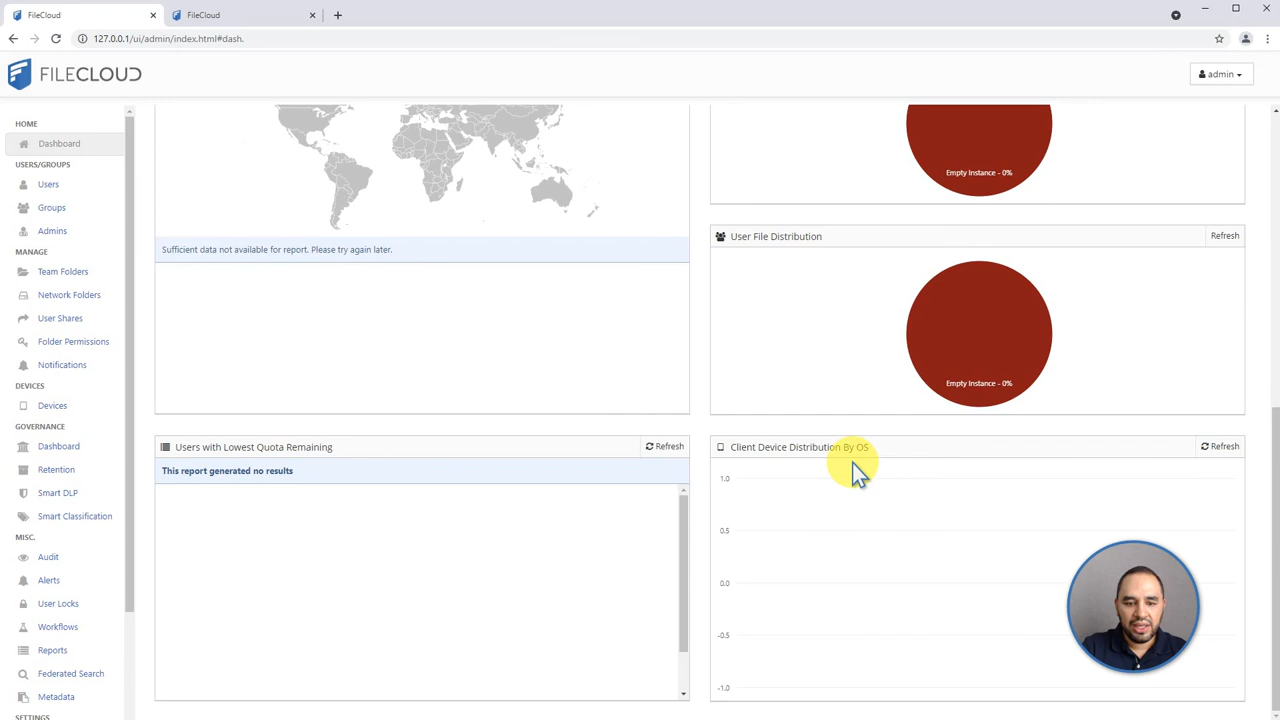 FileCloud
FileCloud
127.0.0.1/ui/admin/index.html#dash.
FILECLOUD
admin
HOME
Dashboard
USERS/GROUPS
Users
Groups
Admins
MANAGE
Team Folders
Network Folders
User Shares
Folder Permissions
Notifications
DEVICES
Devices
GOVERNANCE
Dashboard
Retention
Smart DLP
Smart Classification
MISC.
Audit
Alerts
User Locks
Workflows
Reports
Federated Search
Metadata
SETTINGS
Sufficient data not available for report. Please try again later.
Empty Instance - 0%
User File Distribution
Refresh
Empty Instance - 0%
Users with Lowest Quota Remaining
Refresh
This report generated no results
Client Device Distribution By OS
Refresh
1.0
0.5
0.0
-0.5
-1.0